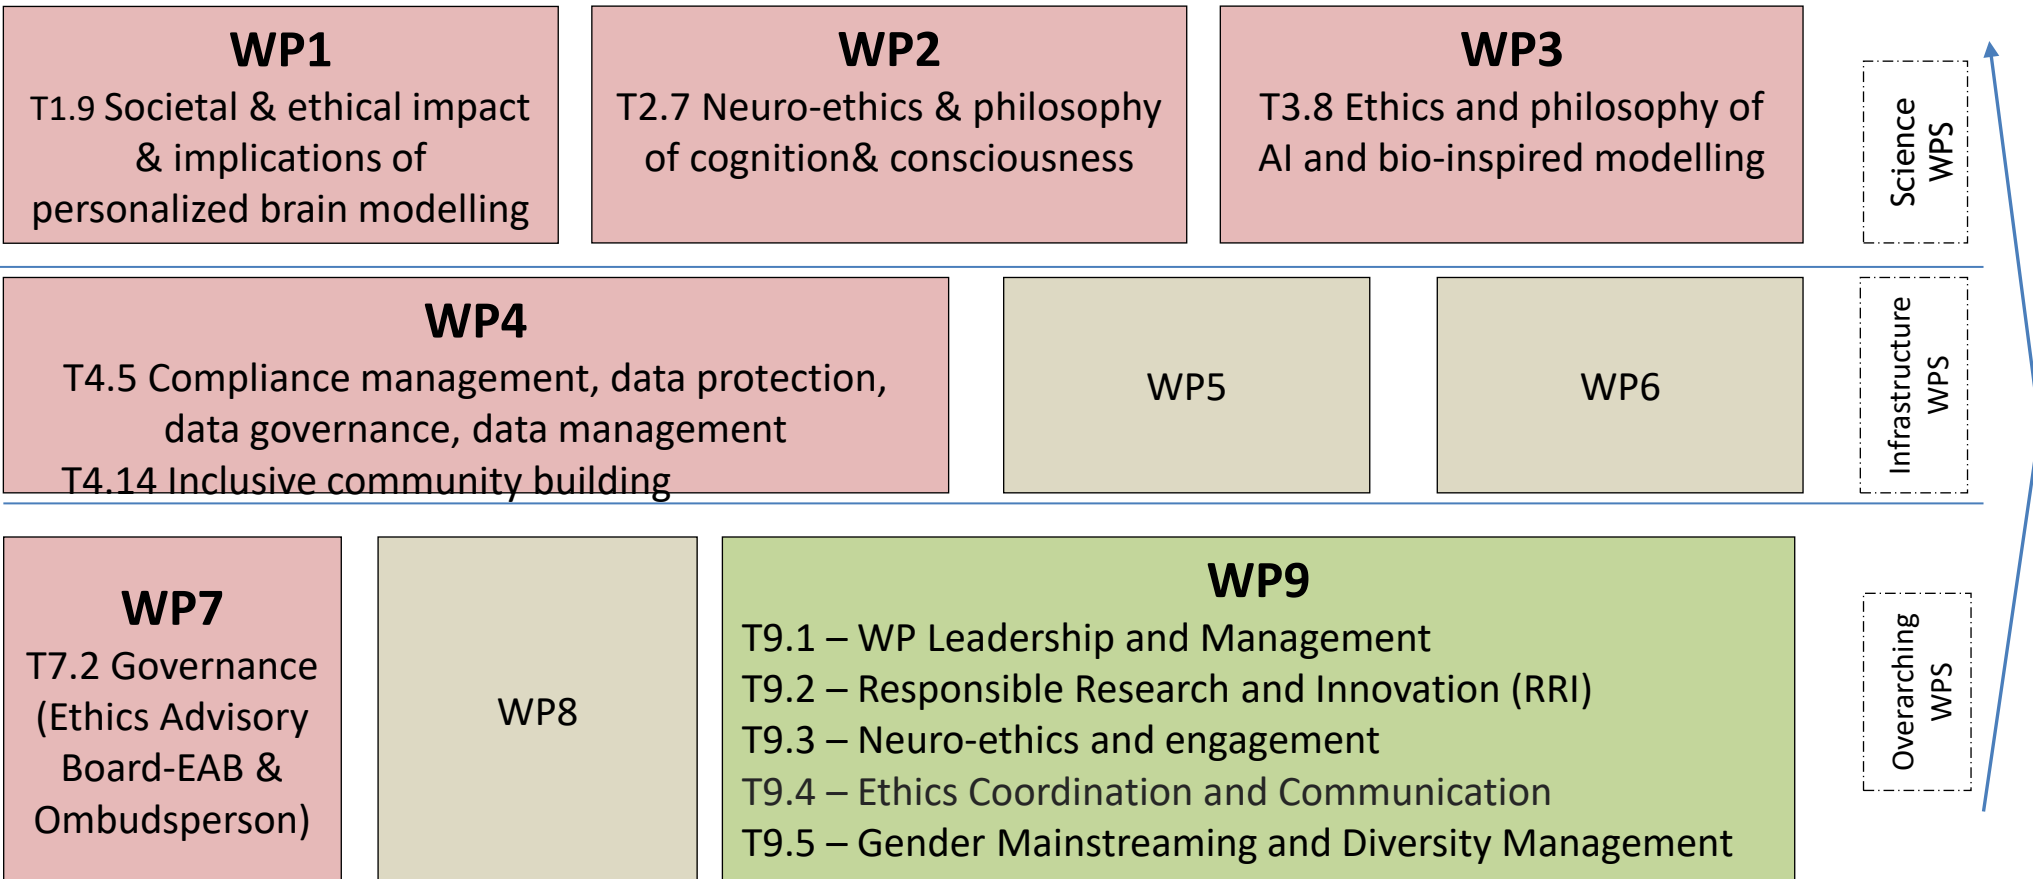 WP1
T1.9 Societal & ethical impact
& implications of
personalized brain modelling
WP2
T2.7 Neuro-ethics & philosophy
of cognition& consciousness
WP3
T3.8 Ethics and philosophy of
AI and bio-inspired modelling
Science
WPS
WP4
T4.5 Compliance management, data protection,
data governance, data management
T4.14 Inclusive community building
WP5
WP6
Infrastructure
WPS
WP7
T7.2 Governance
(Ethics Advisory
Board-EAB &
Ombudsperson)
WP8
WP9
T9.1 – WP Leadership and Management
T9.2 – Responsible Research and Innovation (RRI)
T9.3 – Neuro-ethics and engagement
T9.4 – Ethics Coordination and Communication
T9.5 – Gender Mainstreaming and Diversity Management
Overarching
WPS